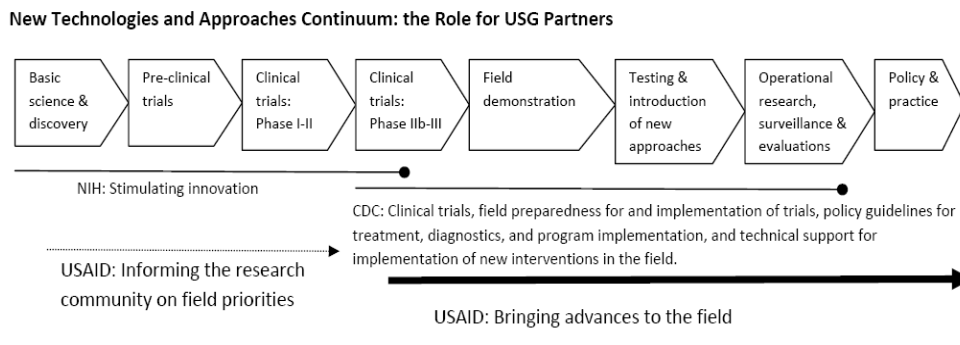 New Technologies and Approaches Continuum: the Role for USG Partners
Basic
science &
discovery
Pre-clinical
trials
Clinical
trials:
Phase I-II
Clinical
trials:
Phase IIb-III
Field
demonstration
Testing &
introduction
of new
approaches
Operational
research,
surveillance &
evaluations
Policy &
practice
NIH: Stimulating innovation
CDC: Clinical trials, field preparedness for and implementation of trials, policy guidelines for
treatment, diagnostics, and program implementation, and technical support for
implementation of new interventions in the field.
USAID: Informing the research
community on field priorities
USAID: Bringing advances to the field